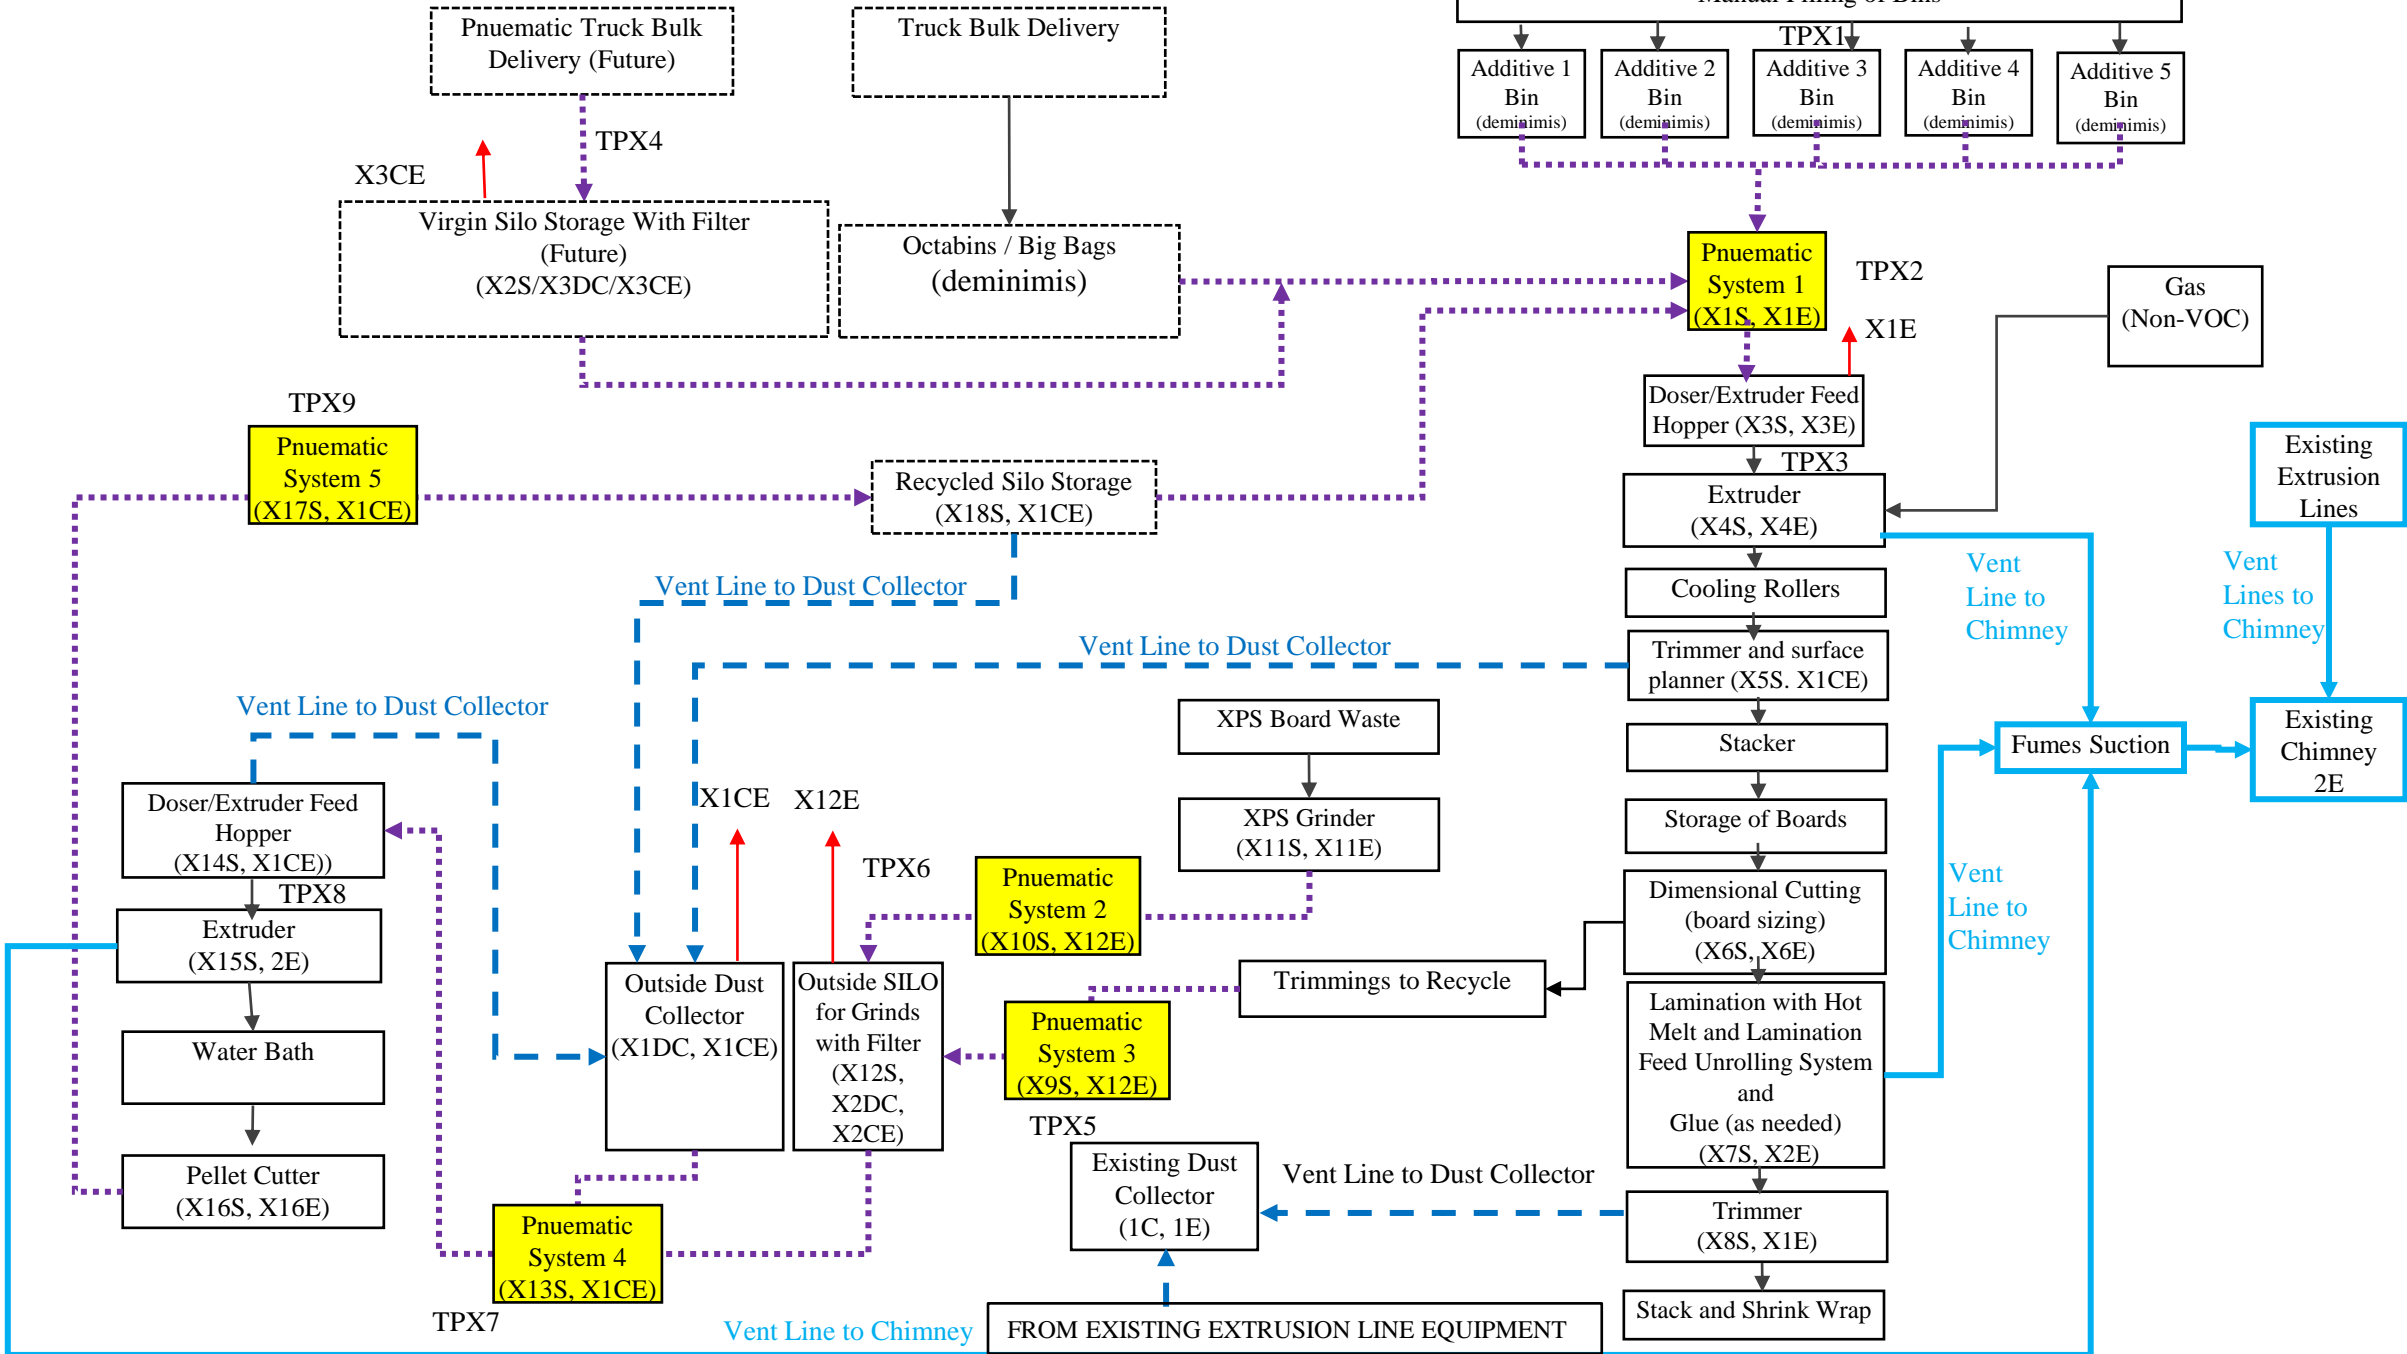 Manual Filling of Bins
Pnuematic Truck Bulk
Delivery (Future)
Truck Bulk Delivery
TPX1
Additive 1
Bin
(deminimis)
Additive 2
Bin
(deminimis)
Additive 3
Bin
(deminimis)
Additive 4
Bin
(deminimis)
Additive 5
Bin
(deminimis)
TPX4
X3CE
Virgin Silo Storage With Filter
(Future)
(X2S/X3DC/X3CE)
Octabins / Big Bags
(deminimis)
Pnuematic
System 1
(X1S, X1E)
TPX2
X1E
Gas
(Non-VOC)
Doser/Extruder Feed
Hopper (X3S, X3E)
TPX3
TPX9
Pnuematic
System 5
(X17S, X1CE)
Recycled Silo Storage
(X18S, X1CE)
Extruder
(X4S, X4E)
Existing
Extrusion
Lines
Vent Line to Dust Collector
Cooling Rollers
Vent
Line to
Chimney
Vent
Lines to
Chimney
Vent Line to Dust Collector
Trimmer and surface
planner (X5S. X1CE)
Vent Line to Dust Collector
XPS Board Waste
Stacker
Fumes Suction
Existing
Chimney
2E
Doser/Extruder Feed
Hopper
(X14S, X1CE))
TPX8
X1CE
X12E
TPX6
XPS Grinder
(X11S, X11E)
Storage of Boards
Pnuematic
System 2
(X10S, X12E)
Dimensional Cutting
(board sizing)
(X6S, X6E)
Vent
Line to
Chimney
Extruder
(X15S, 2E)
Outside Dust
Collector
(X1DC, X1CE)
Outside SILO
for Grinds
with Filter
(X12S,
X2DC,
X2CE)
Trimmings to Recycle
Pnuematic
System 3
(X9S, X12E)
Lamination with Hot
Melt and Lamination
Feed Unrolling System
and
Glue (as needed)
(X7S, X2E)
Water Bath
TPX5
Pellet Cutter
(X16S, X16E)
Existing Dust
Collector
(1C, 1E)
Vent Line to Dust Collector
Trimmer
(X8S, X1E)
Pnuematic
System 4
(X13S, X1CE)
TPX7
Stack and Shrink Wrap
Vent Line to Chimney
FROM EXISTING EXTRUSION LINE EQUIPMENT